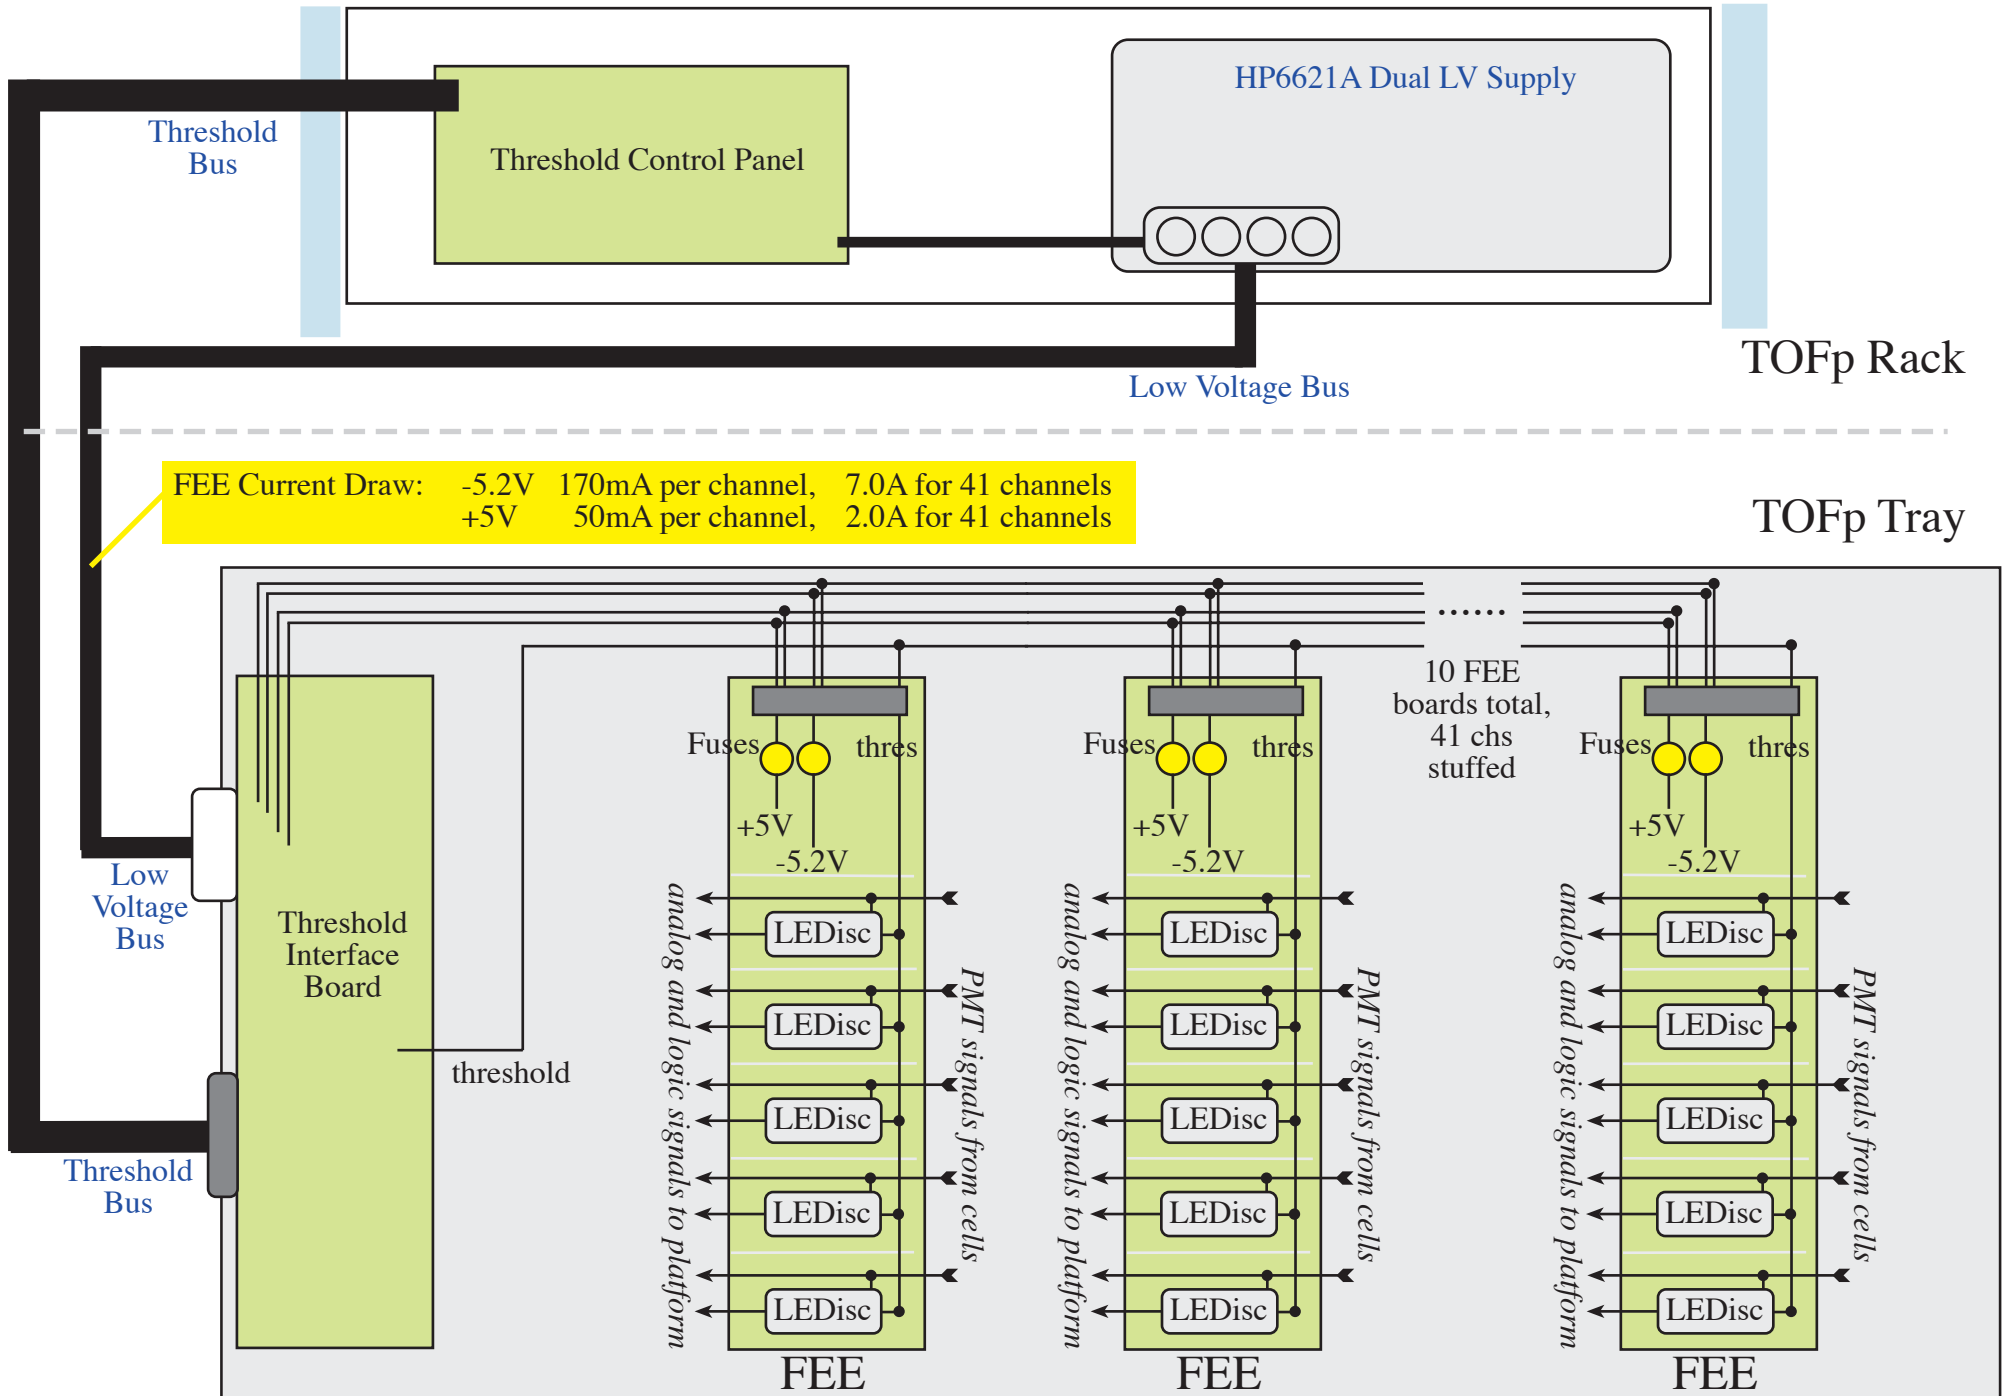 HP6621A Dual LV Supply
Threshold
Bus
Threshold Control Panel
TOFp Rack
Low Voltage Bus
FEE Current Draw: -5.2V 170mA per channel, 7.0A for 41 channels
+5V 50mA per channel, 2.0A for 41 channels
TOFp Tray
......
10 FEE
boards total,
41 chs
stuffed
Low
Voltage
Bus
Threshold
Interface
Board
threshold
Threshold
Bus
Fuses
thres
+5V
-5.2V
analog and logic signals to platform
LEDisc
LEDisc
LEDisc
LEDisc
LEDisc
PMT signals from cells
FEE
Fuses
thres
+5V
-5.2V
analog and logic signals to platform
LEDisc
LEDisc
LEDisc
LEDisc
LEDisc
PMT signals from cells
FEE
Fuses
thres
+5V
-5.2V
analog and logic signals to platform
LEDisc
LEDisc
LEDisc
LEDisc
LEDisc
PMT signals from cells
FEE